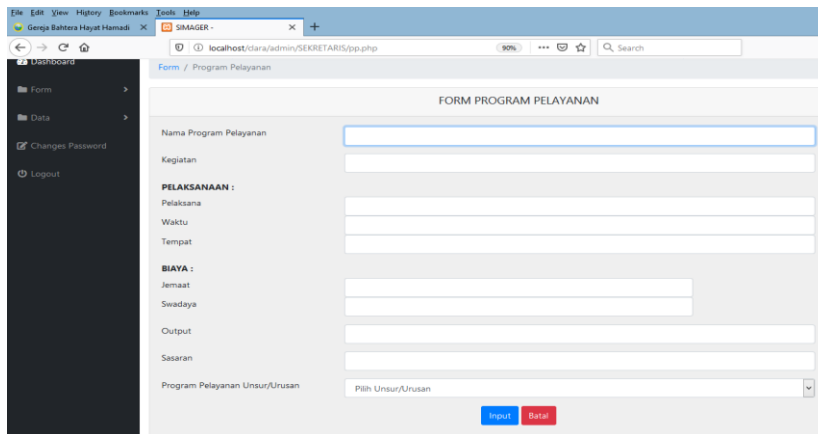 File Edit View History Bookmarks Tools Help
Gereja Bahtera Hayat Hamadi × SIMAGER - × +
localhost/clara/admin/SEKRETARIS/pp.php 90% ... Search
Dashboard
Form / Program Pelayanan
Form >
FORM PROGRAM PELAYANAN
Data >
Nama Program Pelayanan
Changes Password
Kegiatan
Logout
PELAKSANAAN :
Pelaksana
Waktu
Tempat
BIAYA :
Jemaat
Swadaya
Output
Sasaran
Program Pelayanan Unsur/Urusan Pilih Unsur/Urusan
Input Batal